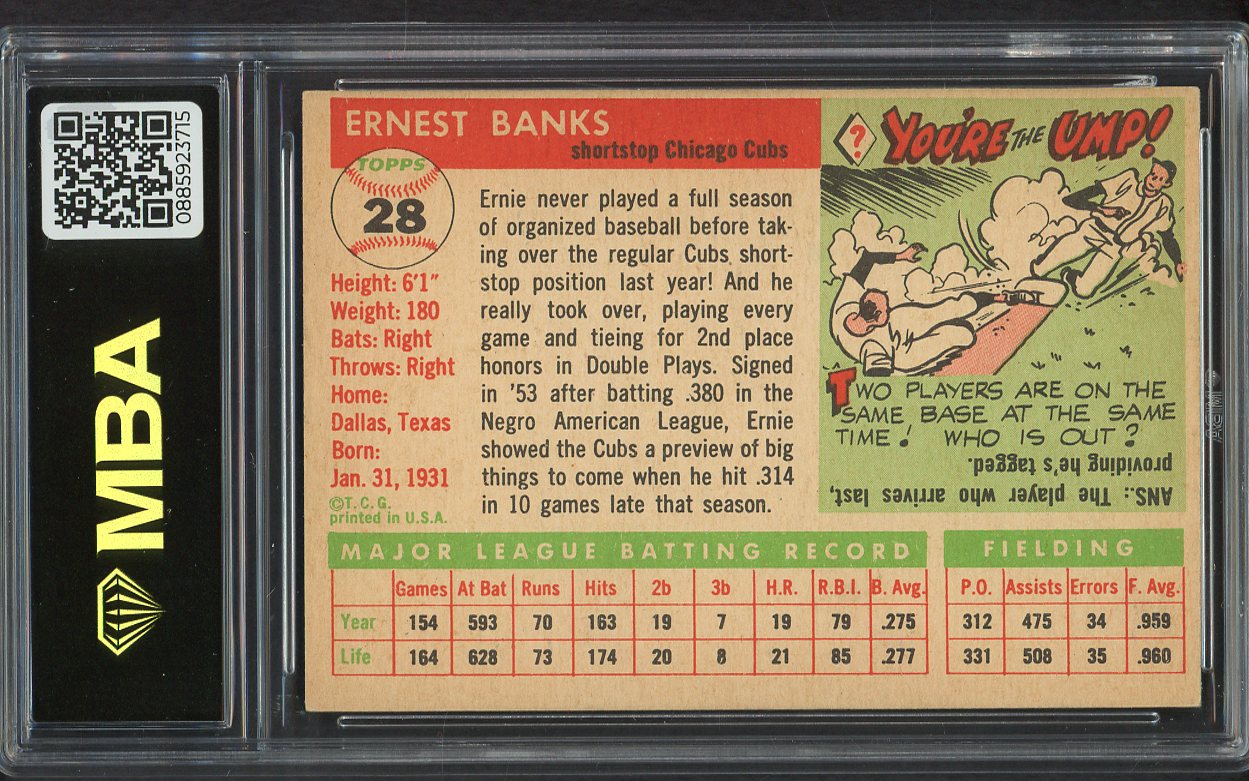 0885923715
MBA
ERNEST BANKS
shortstop Chicago Cubs
TOPPS
28
Height: 6'1"
Weight: 180
Bats: Right
Throws: Right
Home:
Dallas, Texas
Born:
Jan. 31, 1931
©T.C.G.
printed in U.S.A.
Ernie never played a full season
of organized baseball before tak-
ing over the regular Cubs short-
stop position last year! And he
really took over, playing every
game and tieing for 2nd place
honors in Double Plays. Signed
in '53 after batting .380 in the
Negro American League, Ernie
showed the Cubs a preview of big
things to come when he hit .314
in 10 games late that season.
? YOU'RE THE UMP!
TWO PLAYERS ARE ON THE
SAME BASE AT THE SAME
TIME! WHO IS OUT?
ANS.: The player who arrives last,
providing he's tagged.
MAJOR LEAGUE BATTING RECORD FIELDING
Games At Bat Runs Hits 2b 3b H.R. R.B.I. B. Avg. P.O. Assists Errors F. Avg.
Year 154 593 70 163 19 7 19 79 .275 312 475 34 .959
Life 164 628 73 174 20 8 21 85 .277 331 508 35 .960